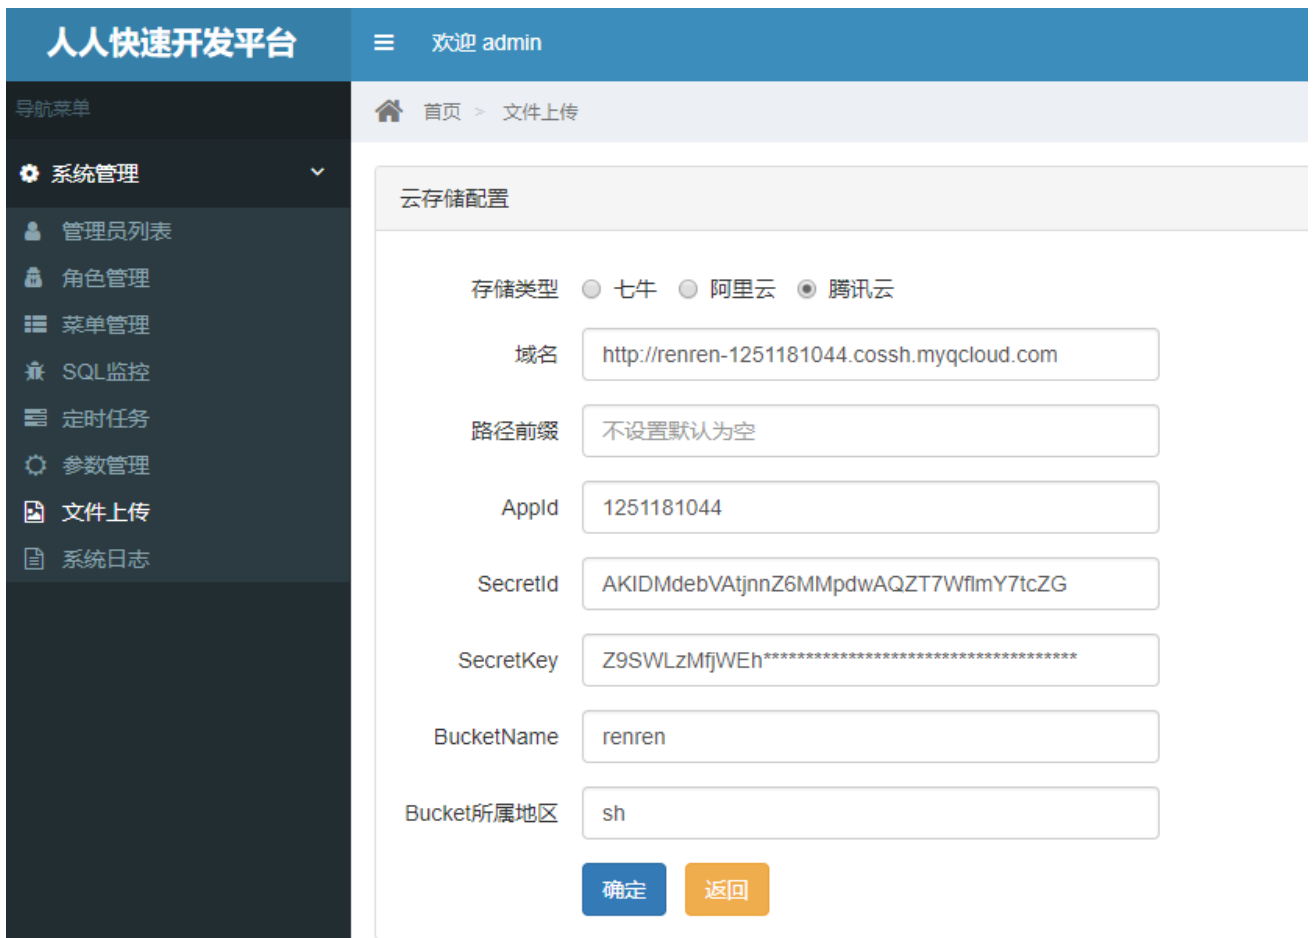 人人快速开发平台
欢迎 admin
导航菜单
首页 > 文件上传
系统管理
管理员列表
角色管理
菜单管理
SQL监控
定时任务
参数管理
文件上传
系统日志
云存储配置
存储类型 七牛 阿里云 腾讯云
域名 http://renren-1251181044.cossh.myqcloud.com
路径前缀 不设置默认为空
AppId 1251181044
SecretId AKIDMdebVAtjnnZ6MMpdwAQZT7WflmY7tcZG
SecretKey Z9SWLzMfjWEh*************************************
BucketName renren
Bucket所属地区 sh
确定 返回